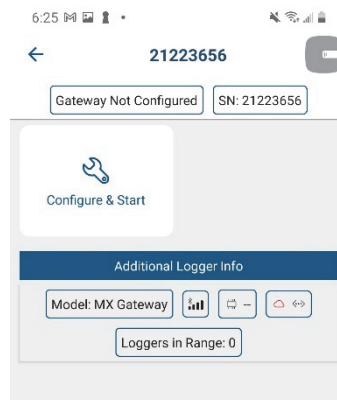 6:25
21223656
Gateway Not Configured SN: 21223656
Configure & Start
Additional Logger Info
Model: MX Gateway --
Loggers in Range: 0